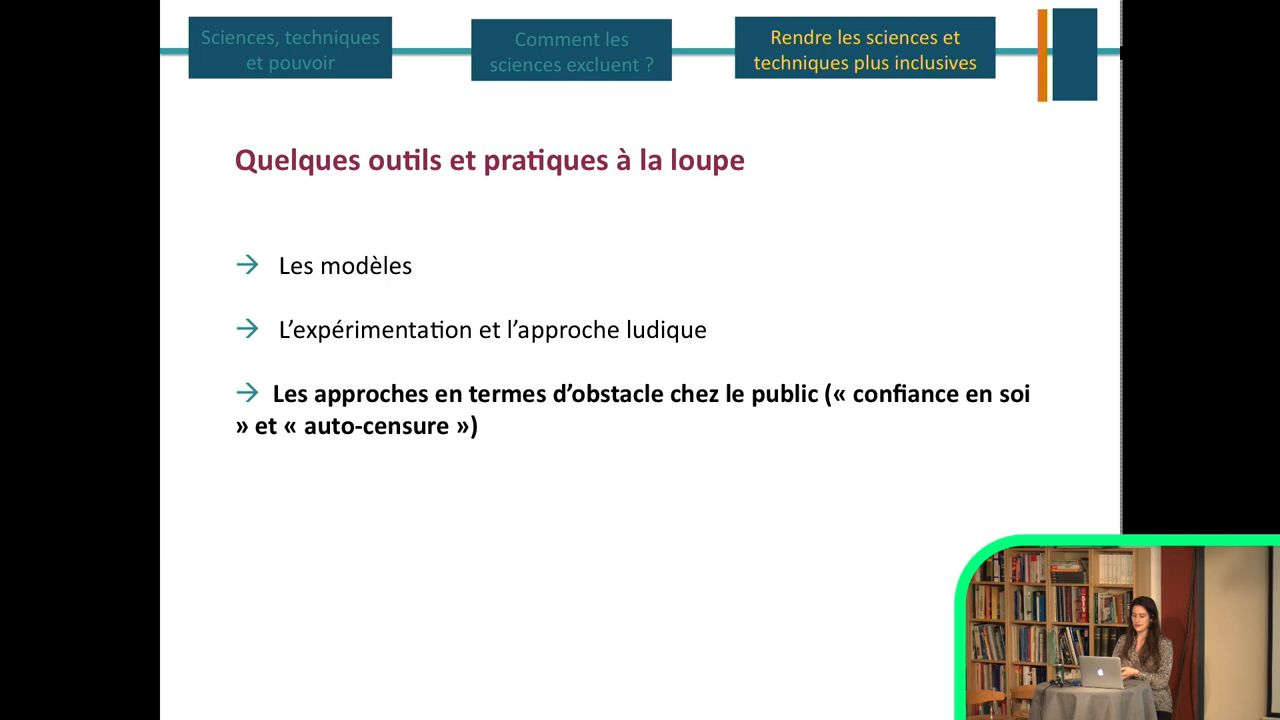 Sciences, techniques
et pouvoir
Comment les
sciences excluent ?
Rendre les sciences et
techniques plus inclusives
Quelques outils et pratiques à la loupe
→ Les modèles
→ L’expérimentation et l’approche ludique
→ Les approches en termes d’obstacle chez le public (« confiance en soi
» et « auto-censure »)